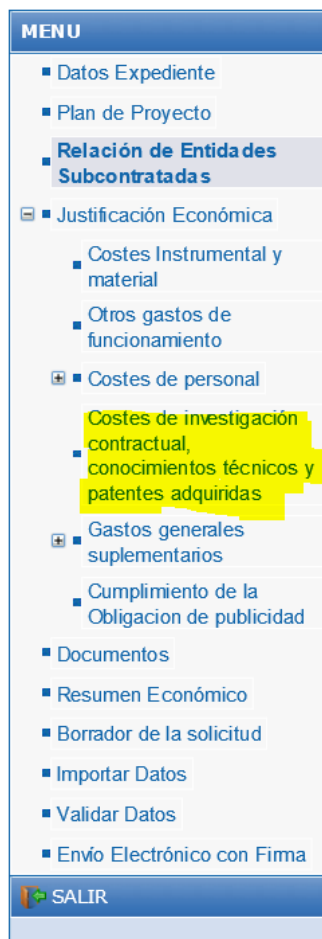 MENU
Datos Expediente
Plan de Proyecto
Relación de Entidades
Subcontratadas
Justificación Económica
Costes Instrumental y
material
Otros gastos de
funcionamiento
Costes de personal
Costes de investigación
contractual,
conocimientos técnicos y
patentes adquiridas
Gastos generales
suplementarios
Cumplimiento de la
Obligacion de publicidad
Documentos
Resumen Económico
Borrador de la solicitud
Importar Datos
Validar Datos
Envío Electrónico con Firma
SALIR